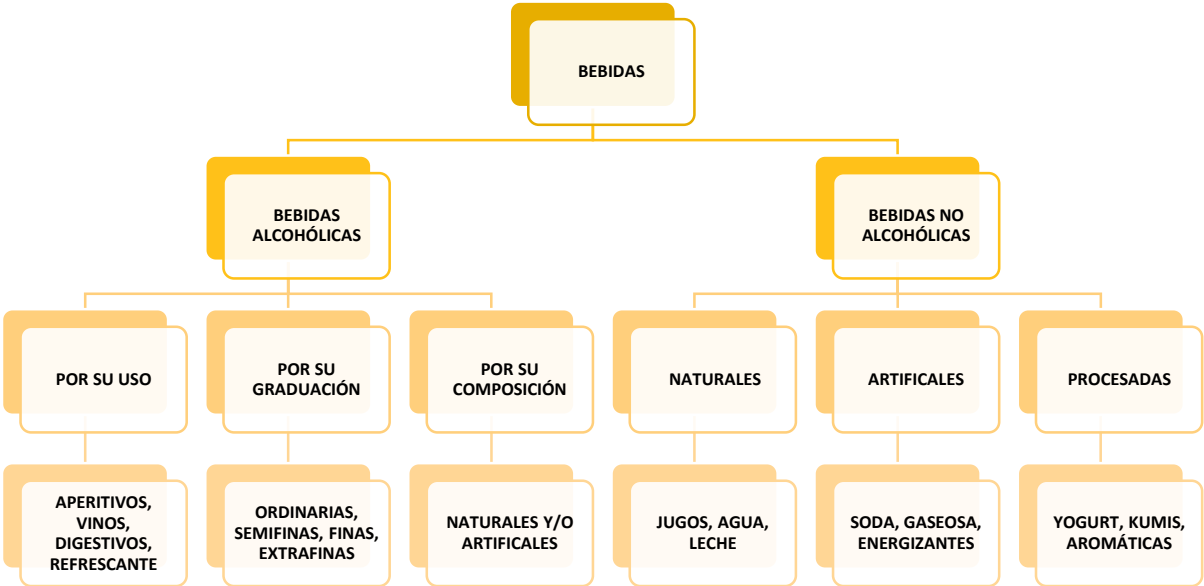 BEBIDAS
BEBIDAS
ALCOHÓLICAS
BEBIDAS NO
ALCOHÓLICAS
POR SU USO
POR SU
GRADUACIÓN
POR SU
COMPOSICIÓN
NATURALES
ARTIFICALES
PROCESADAS
APERITIVOS,
VINOS,
DIGESTIVOS,
REFRESCANTE
ORDINARIAS,
SEMIFINAS, FINAS,
EXTRAFINAS
NATURALES Y/O
ARTIFICALES
JUGOS, AGUA,
LECHE
SODA, GASEOSA,
ENERGIZANTES
YOGURT, KUMIS,
AROMÁTICAS